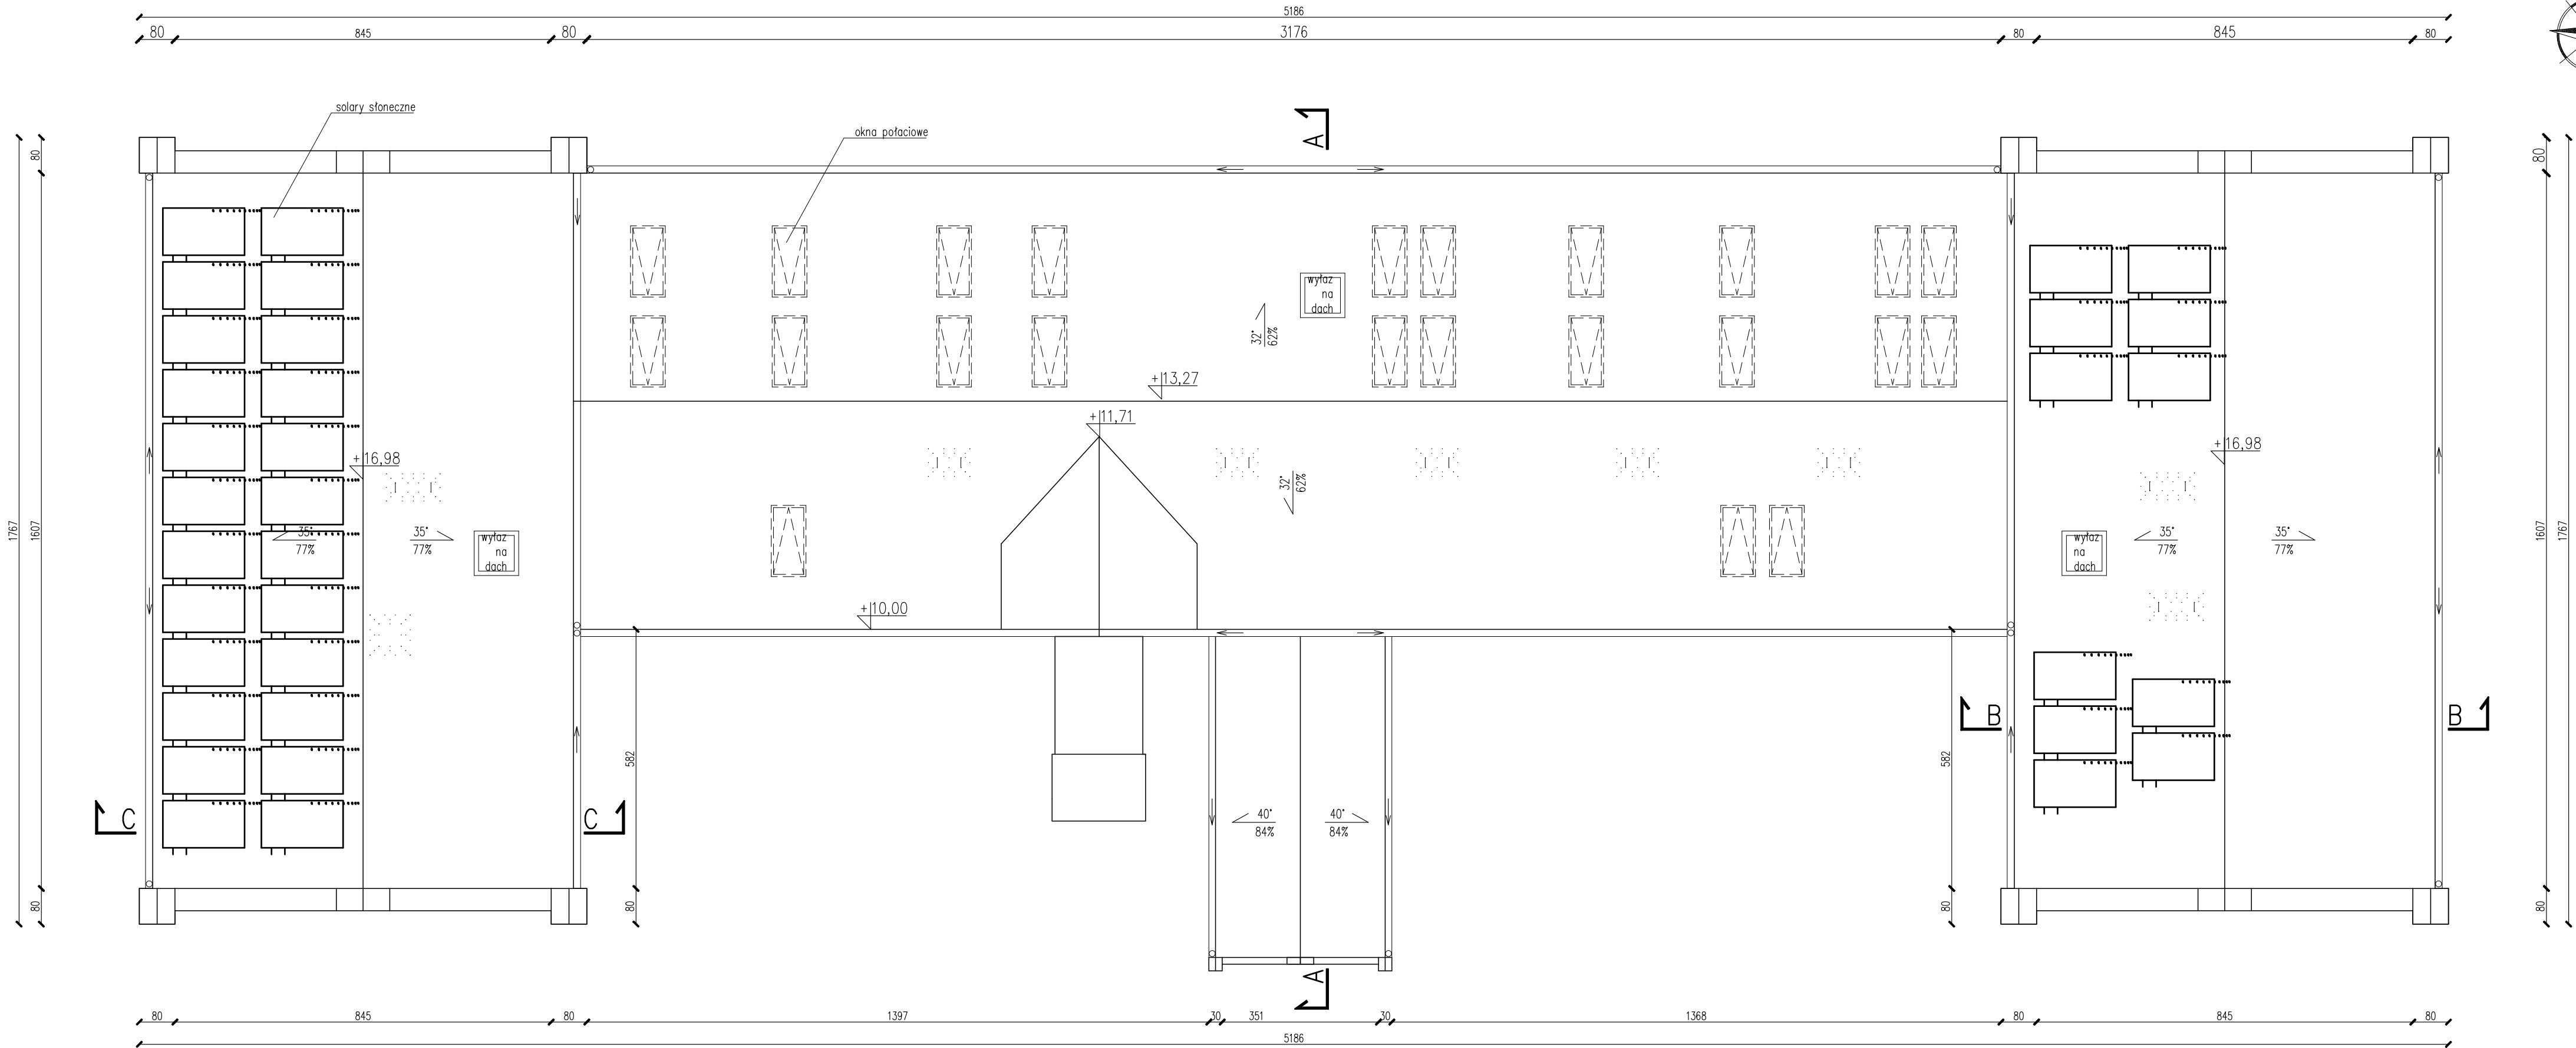 5186
80 845 80 3176 80 845 80
solary słoneczne
okna połaciowe
A
80
80
wyłaz
na
dach
32°
62%
+13,27
+11,71
+16,98
+16,98
32°
62%
1767
1607
1607
1767
35°
77%
35°
77%
wyłaz
na
dach
wyłaz
na
dach
35°
77%
35°
77%
+10,00
B
B
582
582
C
C
40°
84%
40°
84%
80
80
80
80
A
80 845 80 1397 30 351 30 1368 80 845 80
5186